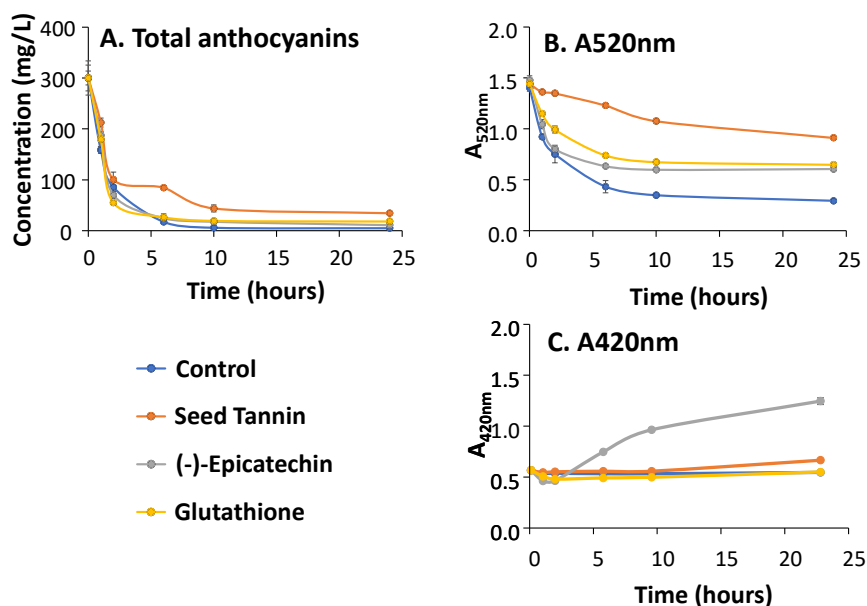 A. Total anthocyanins
Concentration (mg/L)
400
300
200
100
0
0 5 10 15 20 25
Time (hours)
B. A520nm
A520nm
2.0
1.5
1.0
0.5
0.0
0 5 10 15 20 25
Time (hours)
Control
Seed Tannin
(-)-Epicatechin
Glutathione
C. A420nm
A420nm
2.0
1.5
1.0
0.5
0.0
0 5 10 15 20 25
Time (hours)